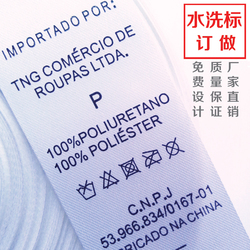 IMPORTADO POR:
TNG COMÉRCIO DE
ROUPAS LTDA.
P
100%POLIURETANO
100% POLIÉSTER
C.N.P.J
53.966.834/0167-01
FABRICADO NA CHINA
水洗标
订做
厂家直销
免费设计
质量保证